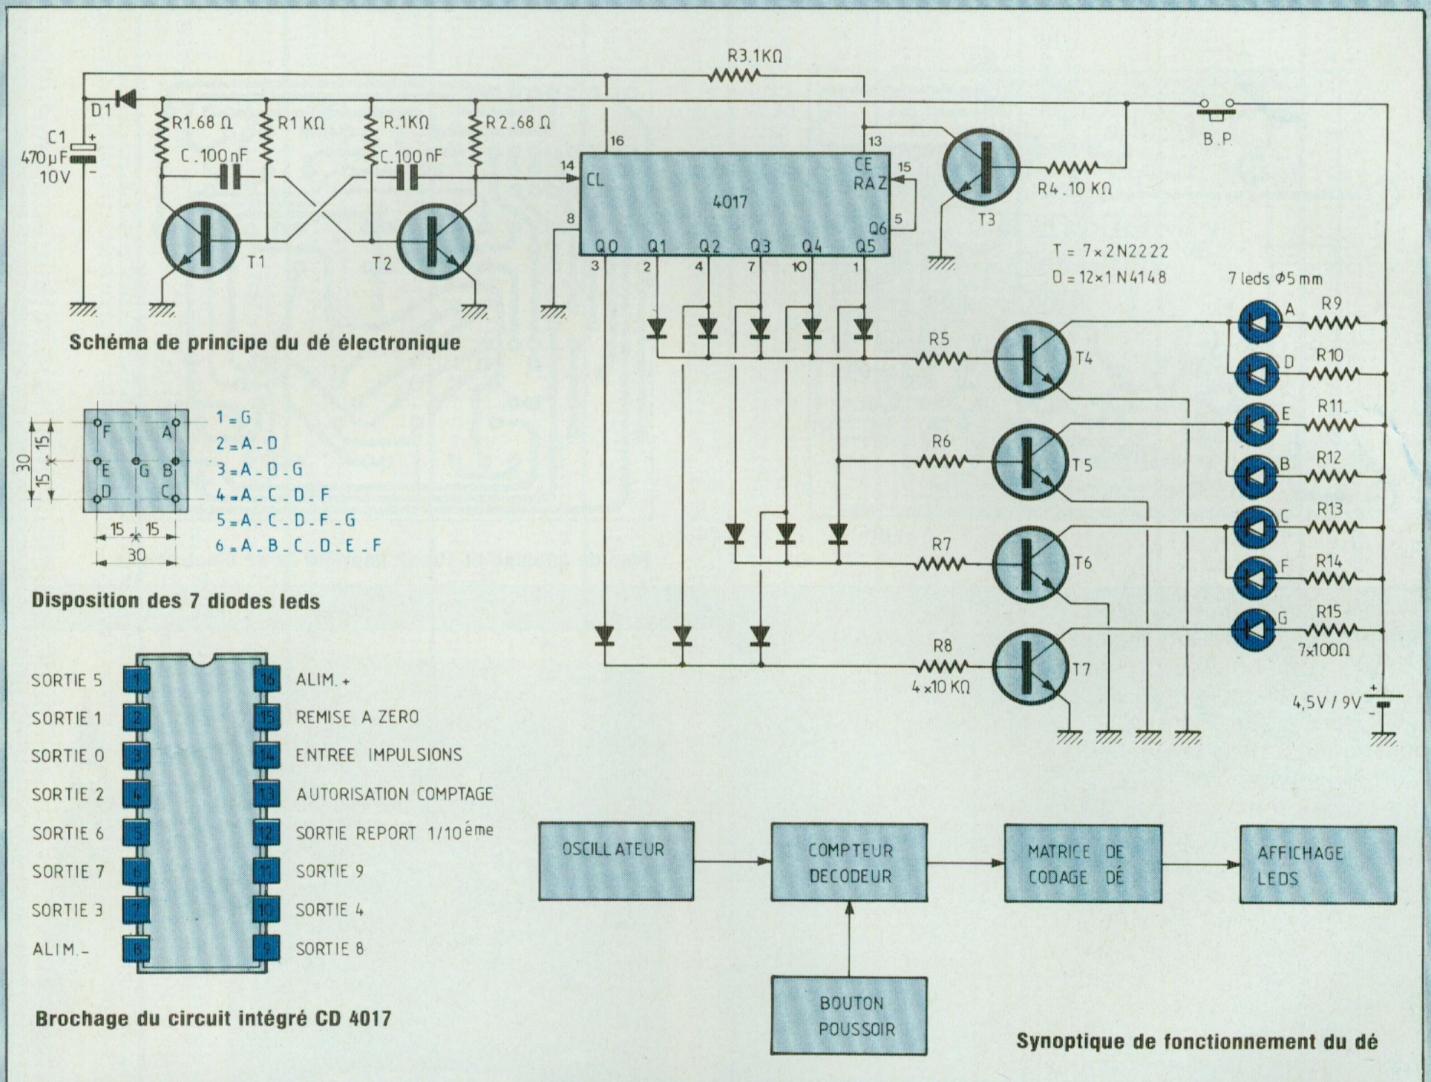 R3.1KΩ
D1
R1.68 Ω
R1 KΩ
R.1KΩ
R2.68 Ω
C1
+
470µF
10V
-
C.100nF
C.100nF
16
13
14
CL
CE
RAZ
15
4017
8
Q6
5
Q0
Q1
Q2
Q3
Q4
Q5
3
2
4
7
10
1
T1
T2
T3
R4.10 KΩ
B.P.
T = 7×2N2222
D = 12×1N4148
7 leds Φ5mm
Schéma de principe du dé électronique
R5
T4
A
R9
D
R10
R6
T5
E
R11
B
R12
R7
T6
C
R13
F
R14
R8
4×10 KΩ
T7
G
R15
7×100Ω
+
4,5V / 9V
-
F
A
E
G
B
D
C
30
15
15
15
15
30
1=G
2=A-D
3=A-D-G
4=A-C-D-F
5=A-C-D-F-G
6=A-B-C-D-E-F
Disposition des 7 diodes leds
SORTIE 5
1
16
ALIM.+
SORTIE 1
2
15
REMISE A ZERO
SORTIE 0
3
14
ENTREE IMPULSIONS
SORTIE 2
4
13
AUTORISATION COMPTAGE
SORTIE 6
5
12
SORTIE REPORT 1/10ème
SORTIE 7
6
11
SORTIE 9
SORTIE 3
7
10
SORTIE 4
ALIM.-
8
9
SORTIE 8
Brochage du circuit intégré CD 4017
OSCILLATEUR
COMPTEUR
DECODEUR
MATRICE DE
CODAGE DÉ
AFFICHAGE
LEDS
BOUTON
POUSSOIR
Synoptique de fonctionnement du dé